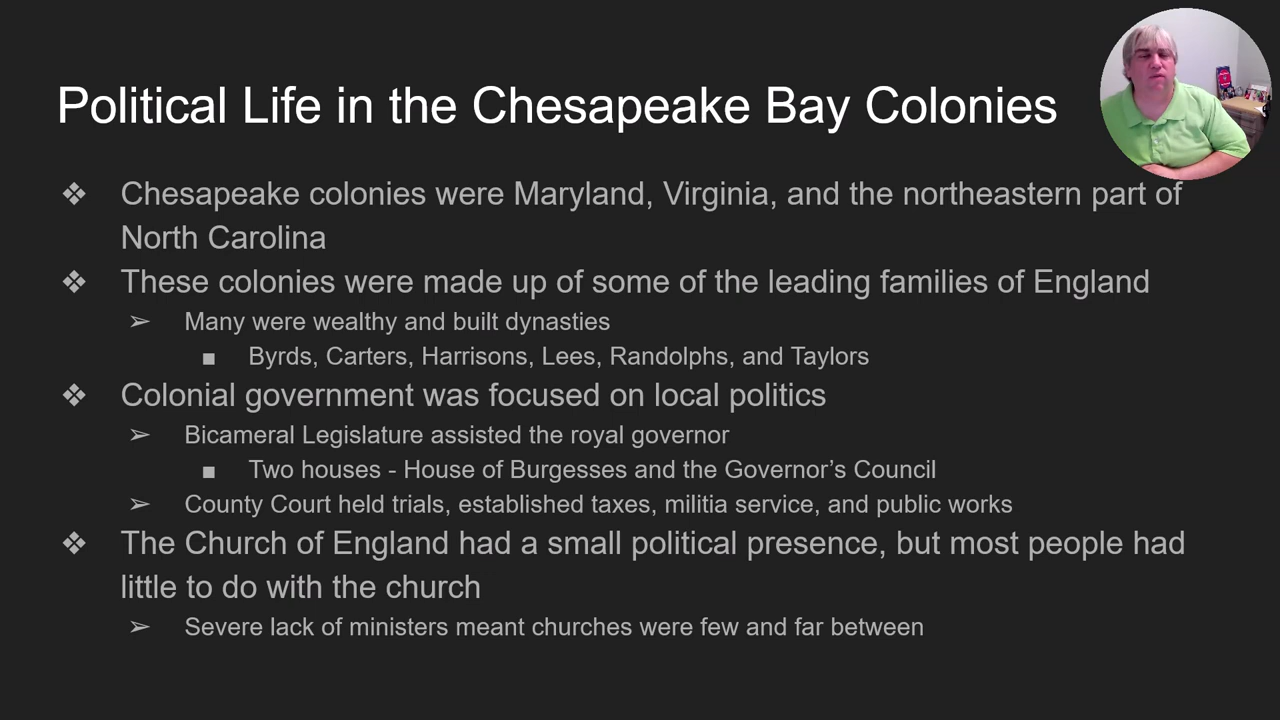 Political Life in the Chesapeake Bay Colonies
❖ Chesapeake colonies were Maryland, Virginia, and the northeastern part of
North Carolina
❖ These colonies were made up of some of the leading families of England
➢ Many were wealthy and built dynasties
■ Byrds, Carters, Harrisons, Lees, Randolphs, and Taylors
❖ Colonial government was focused on local politics
➢ Bicameral Legislature assisted the royal governor
■ Two houses - House of Burgesses and the Governor’s Council
➢ County Court held trials, established taxes, militia service, and public works
❖ The Church of England had a small political presence, but most people had
little to do with the church
➢ Severe lack of ministers meant churches were few and far between